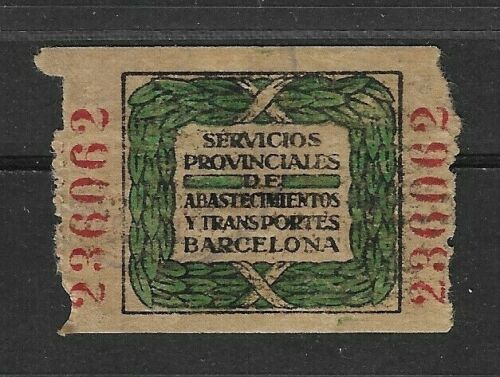 236062
SERVICIOS
PROVINCIALES
DE
ABASTECIMIENTOS
Y TRANSPORTES
BARCELONA
236062